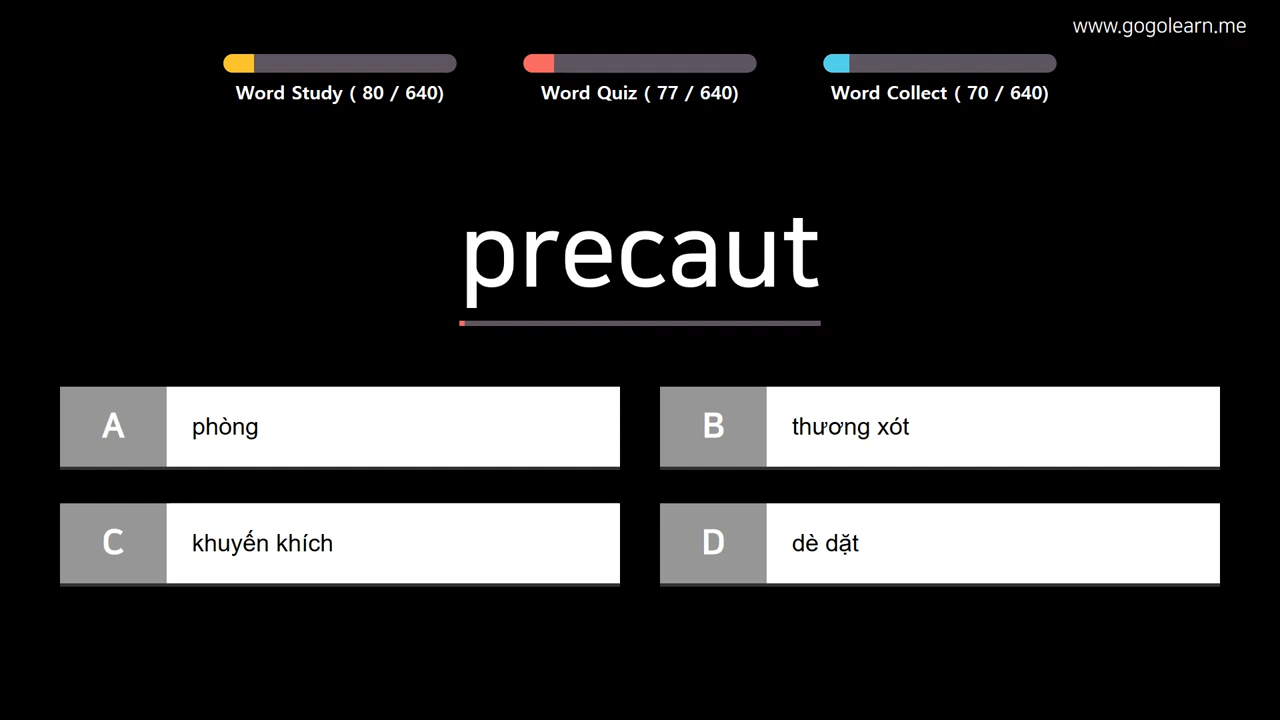 www.gogolearn.me
Word Study ( 80 / 640)
Word Quiz ( 77 / 640)
Word Collect ( 70 / 640)
precaut
A phòng
B thương xót
C khuyến khích
D dè dặt